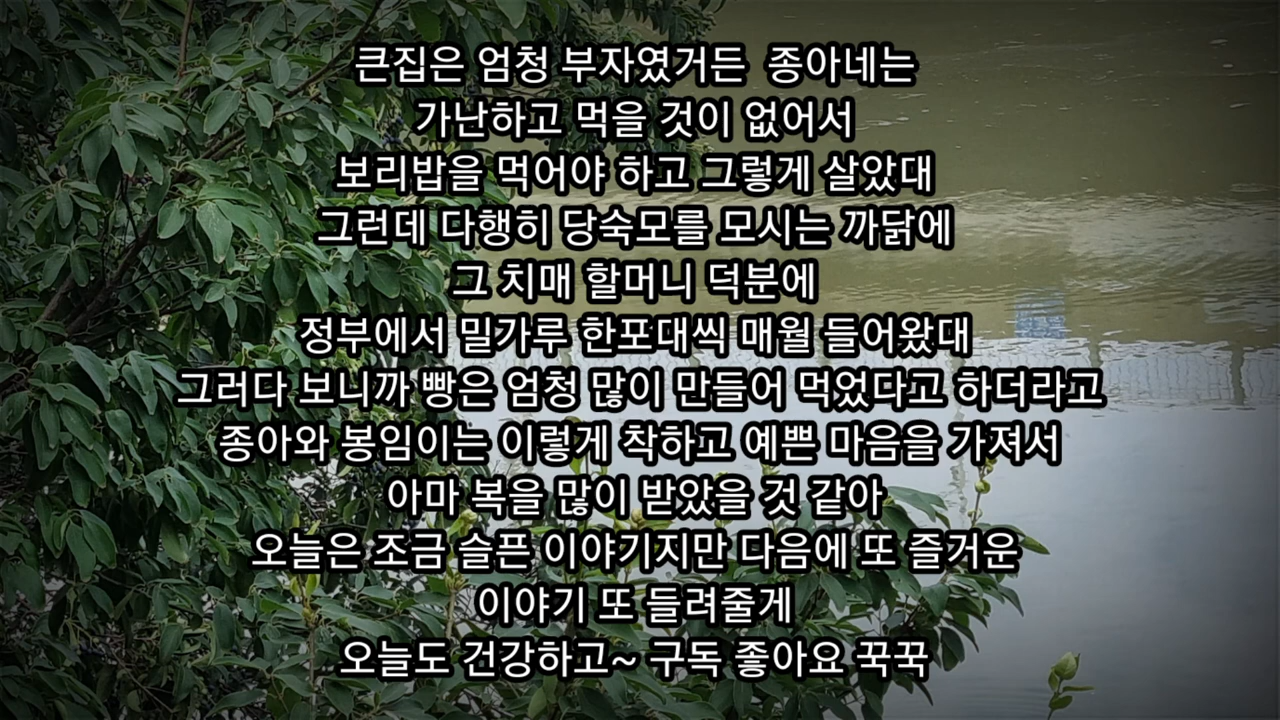 큰집은 엄청 부자였거든 종아네는
가난하고 먹을 것이 없어서
보리밥을 먹어야 하고 그렇게 살았대
그런데 다행히 당숙모를 모시는 까닭에
그 치매 할머니 덕분에
정부에서 밀가루 한포대씩 매월 들어왔대
그러다 보니까 빵은 엄청 많이 만들어 먹었다고 하더라고
종아와 봉임이는 이렇게 착하고 예쁜 마음을 가져서
아마 복을 많이 받았을 것 같아
오늘은 조금 슬픈 이야기지만 다음에 또 즐거운
이야기 또 들려줄게
오늘도 건강하고~ 구독 좋아요 꾹꾹